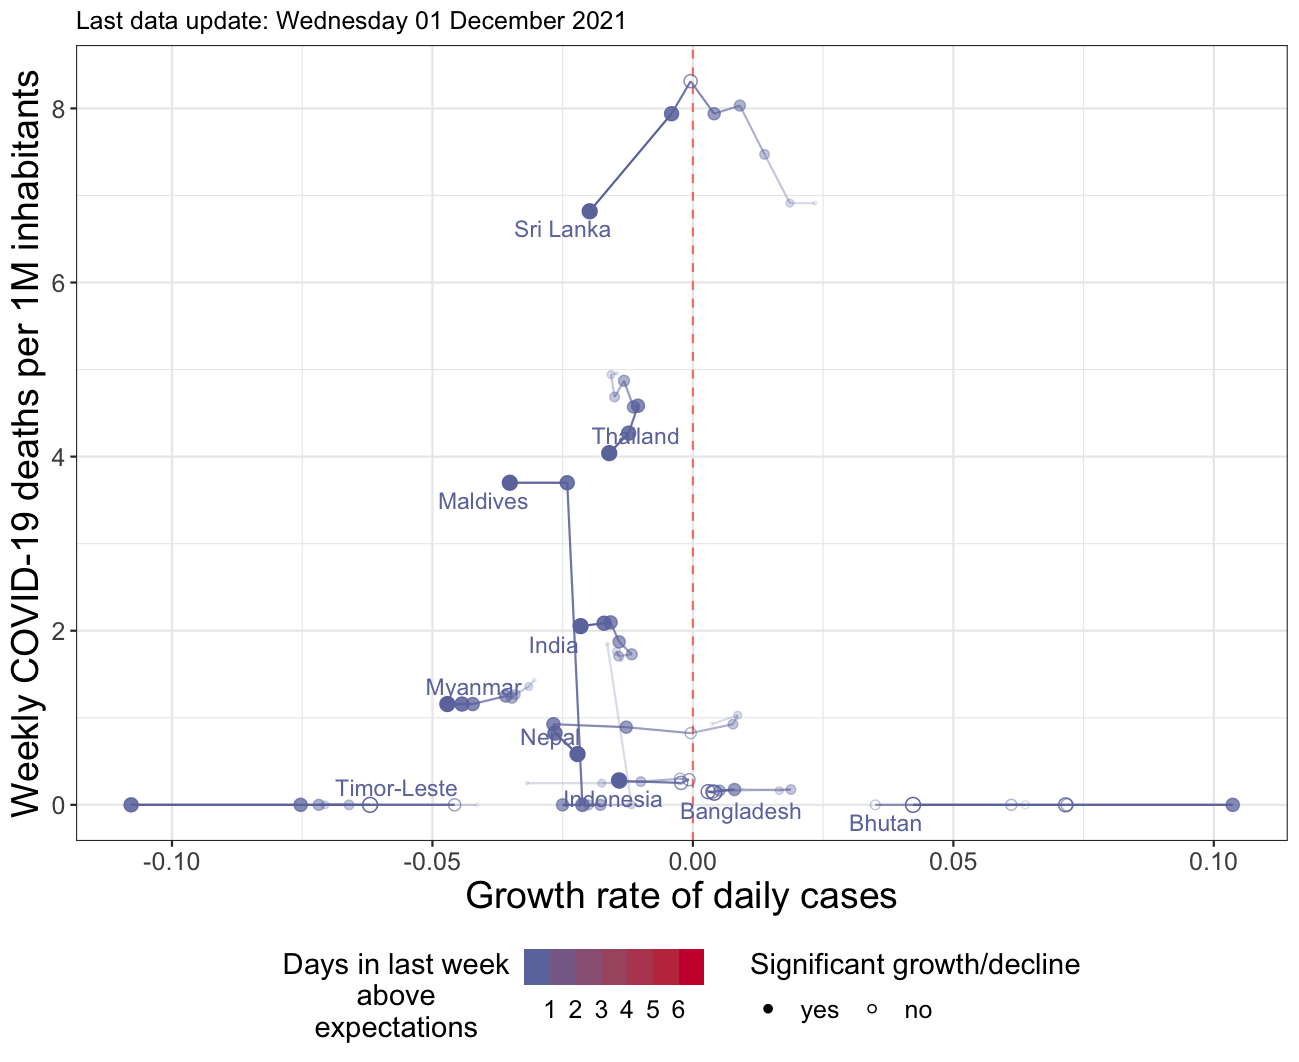 Last data update: Wednesday 01 December 2021
Weekly COVID-19 deaths per 1M inhabitants
8
6
4
2
0
Sri Lanka
Thailand
Maldives
India
Myanmar
Nepal
Timor-Leste
Indonesia
Bangladesh
Bhutan
-0.10 -0.05 0.00 0.05 0.10
Growth rate of daily cases
Days in last week
above
expectations
1 2 3 4 5 6
Significant growth/decline
yes no